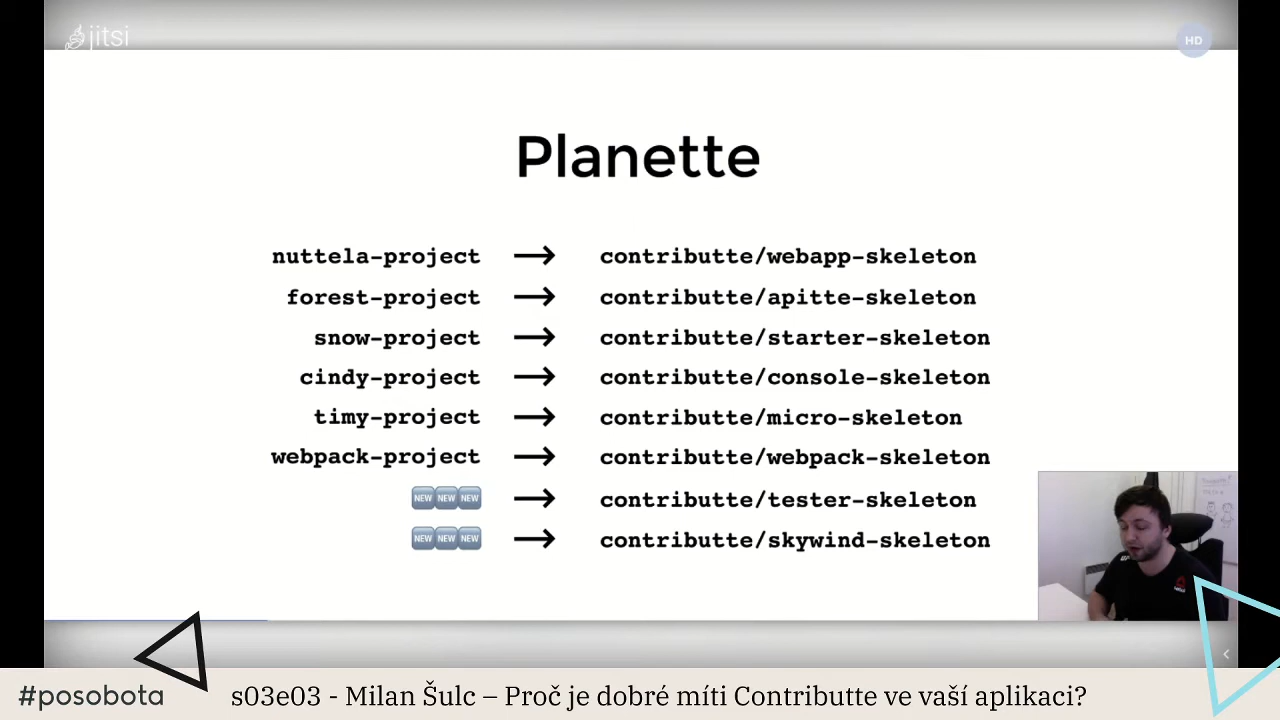 jitsi
HD
Planette
nuttela-project → contributte/webapp-skeleton
forest-project → contributte/apitte-skeleton
snow-project → contributte/starter-skeleton
cindy-project → contributte/console-skeleton
timy-project → contributte/micro-skeleton
webpack-project → contributte/webpack-skeleton
NEW NEW NEW → contributte/tester-skeleton
NEW NEW NEW → contributte/skywind-skeleton
#posobota
s03e03 - Milan Šulc – Proč je dobré míti Contributte ve vaší aplikaci?